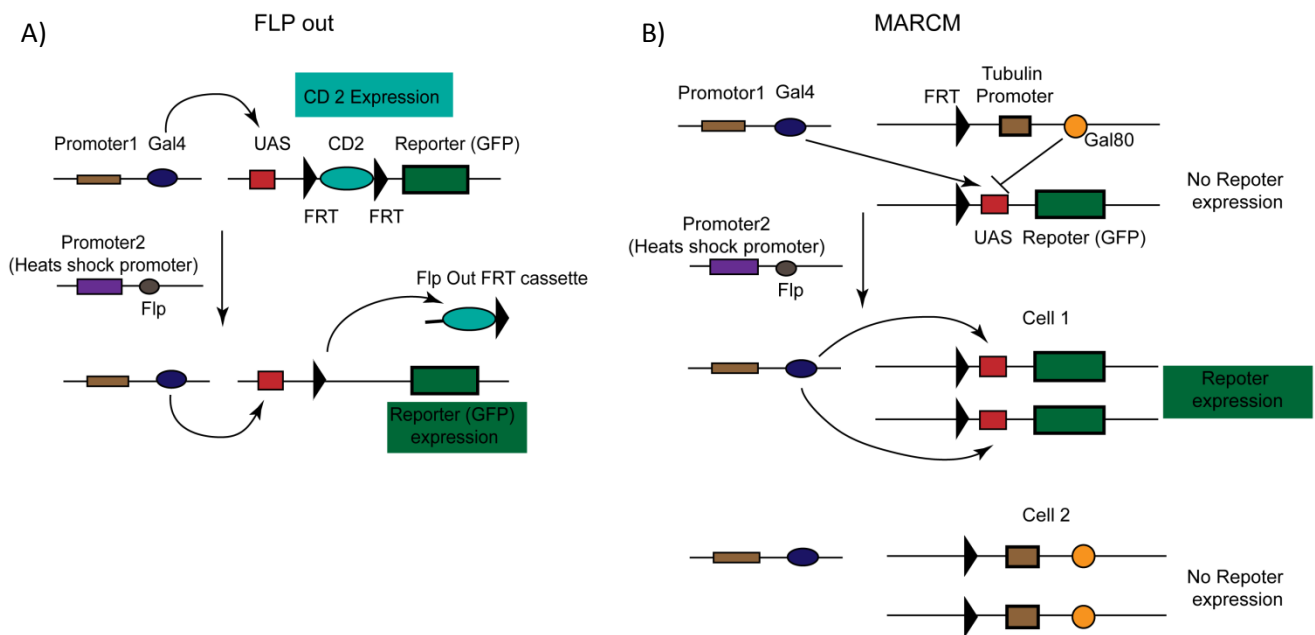 A)
FLP out
CD 2 Expression
Promoter1
Gal4
UAS
CD2
Reporter (GFP)
FRT
FRT
Promoter2
(Heats shock promoter)
Flp
Flp Out FRT cassette
Reporter (GFP)
expression
B)
MARCM
Promotor1
Gal4
FRT
Tubulin
Promoter
Gal80
No Repoter
expression
UAS
Repoter (GFP)
Promoter2
(Heats shock promoter)
Flp
Cell 1
Repoter
expression
Cell 2
No Repoter
expression